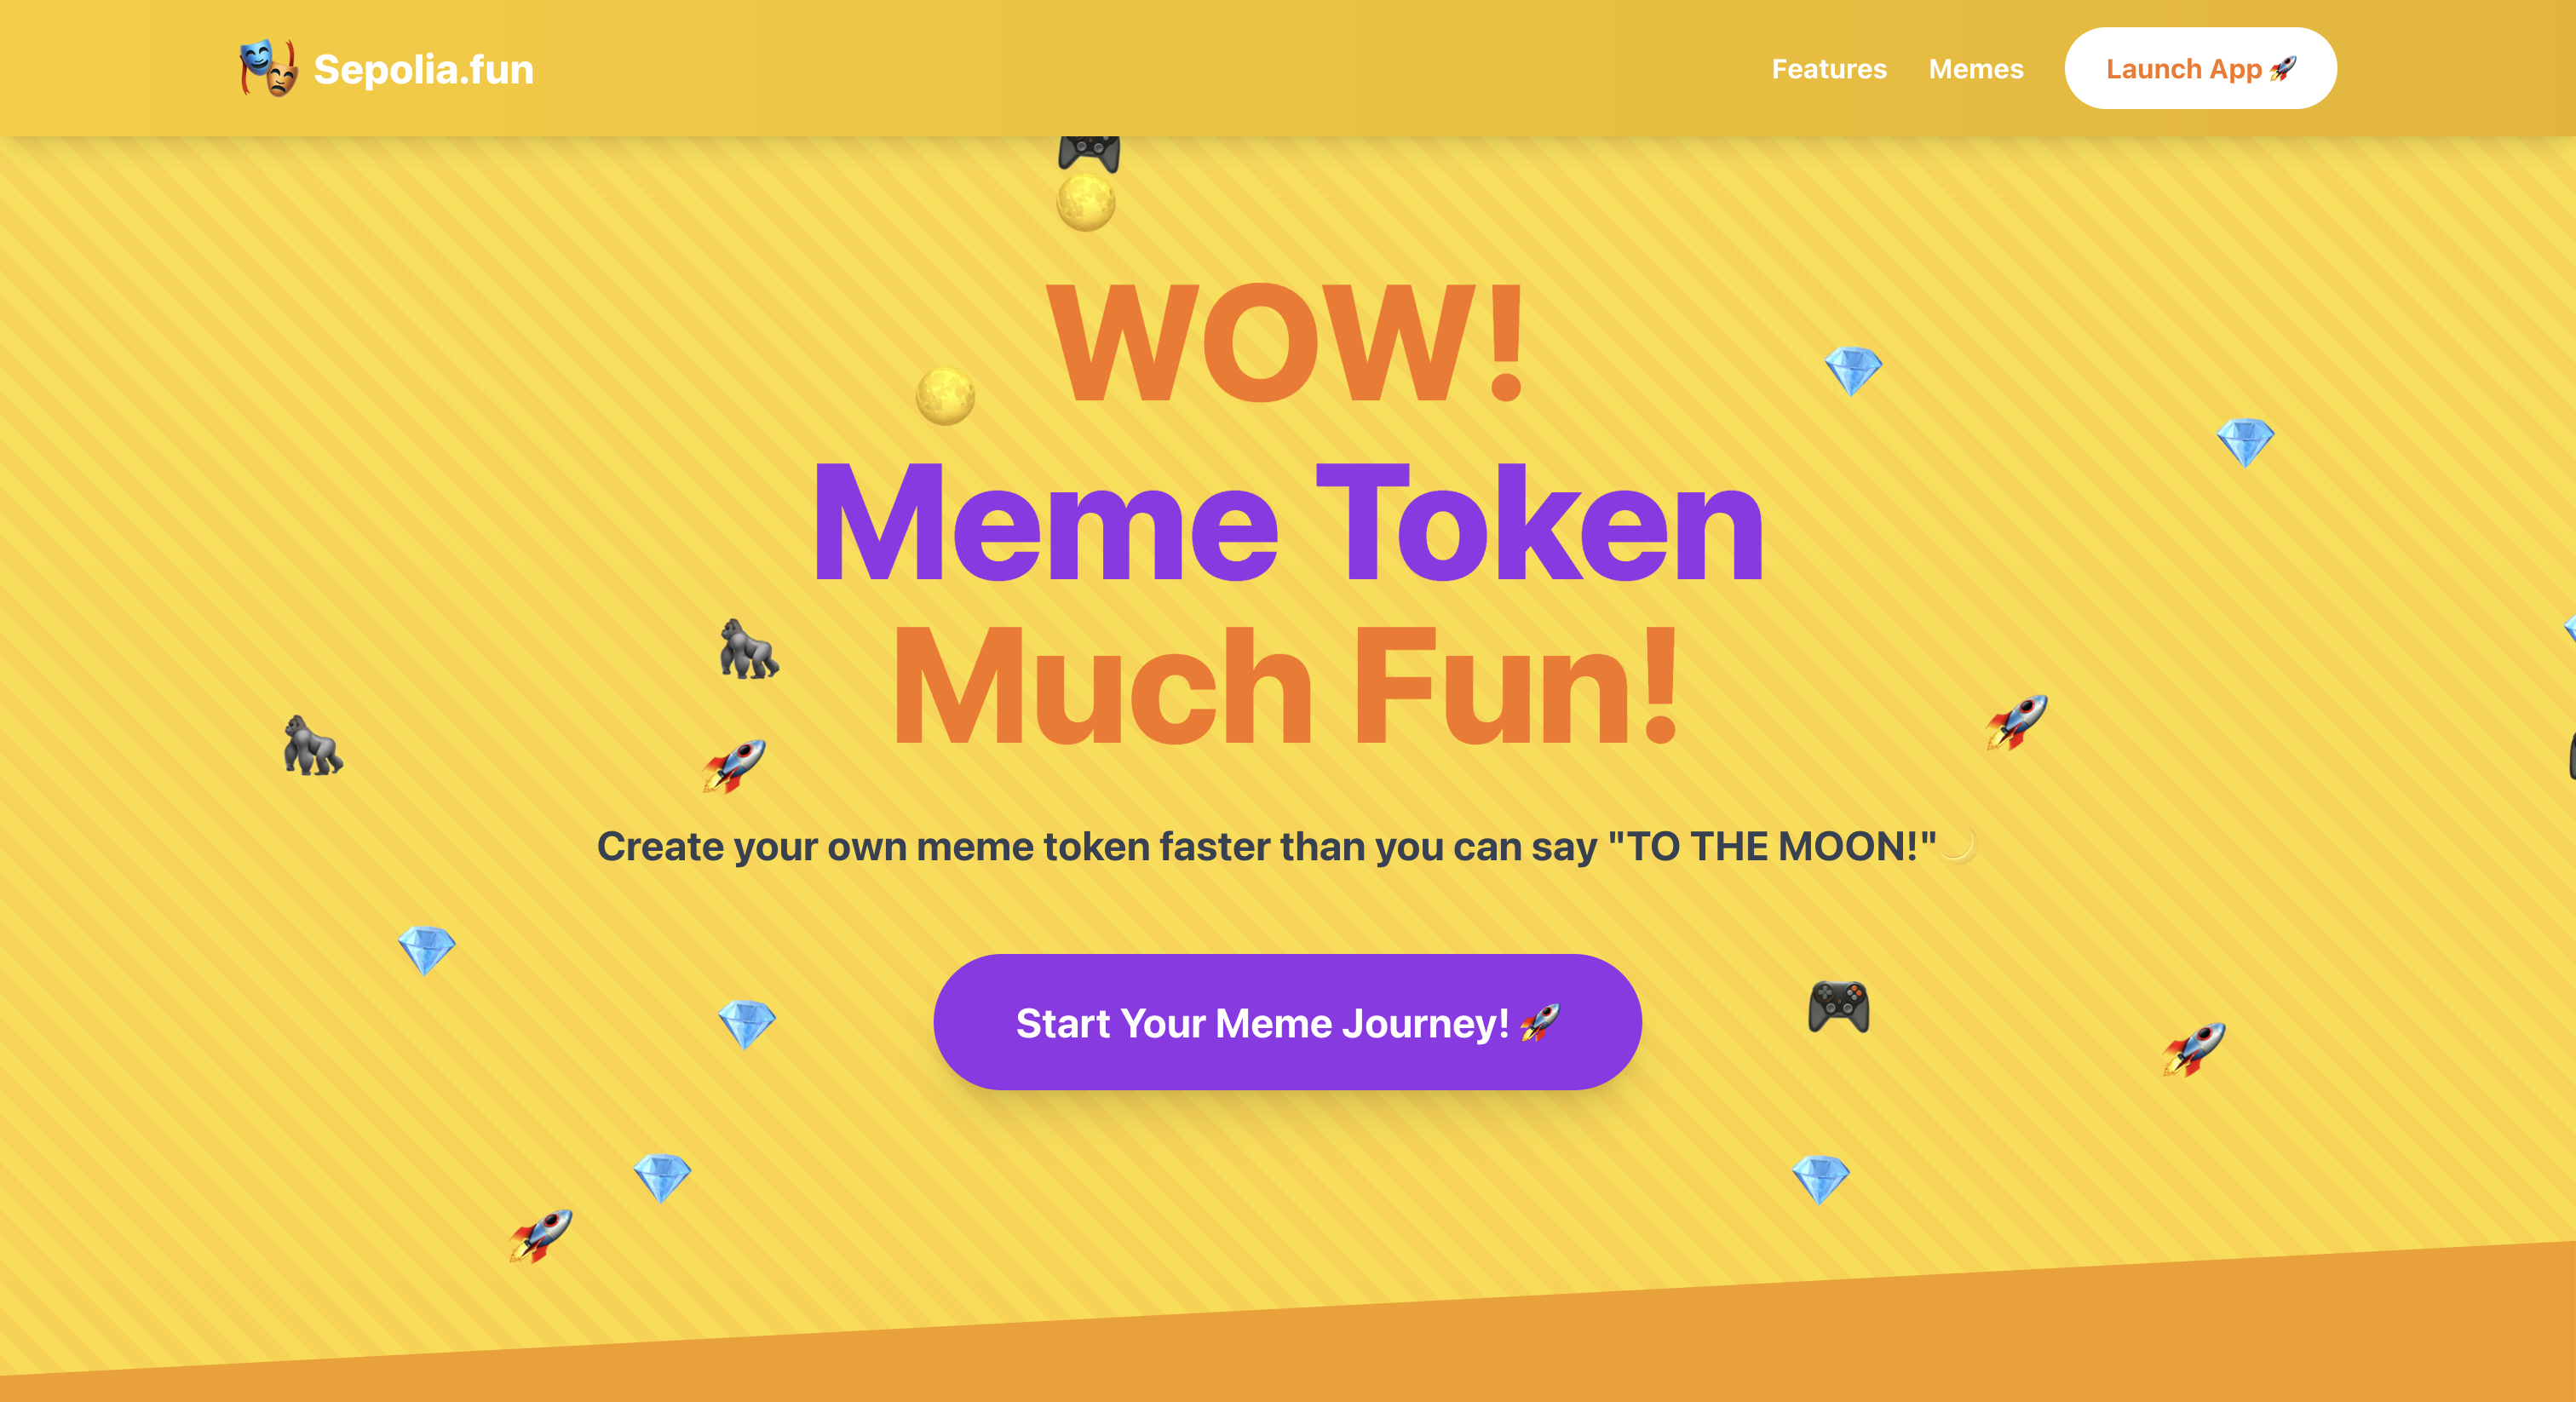 Sepolia.fun
Features
Memes
Launch App 🚀
WOW!
Meme Token
Much Fun!
Create your own meme token faster than you can say "TO THE MOON!"🌙
Start Your Meme Journey! 🚀